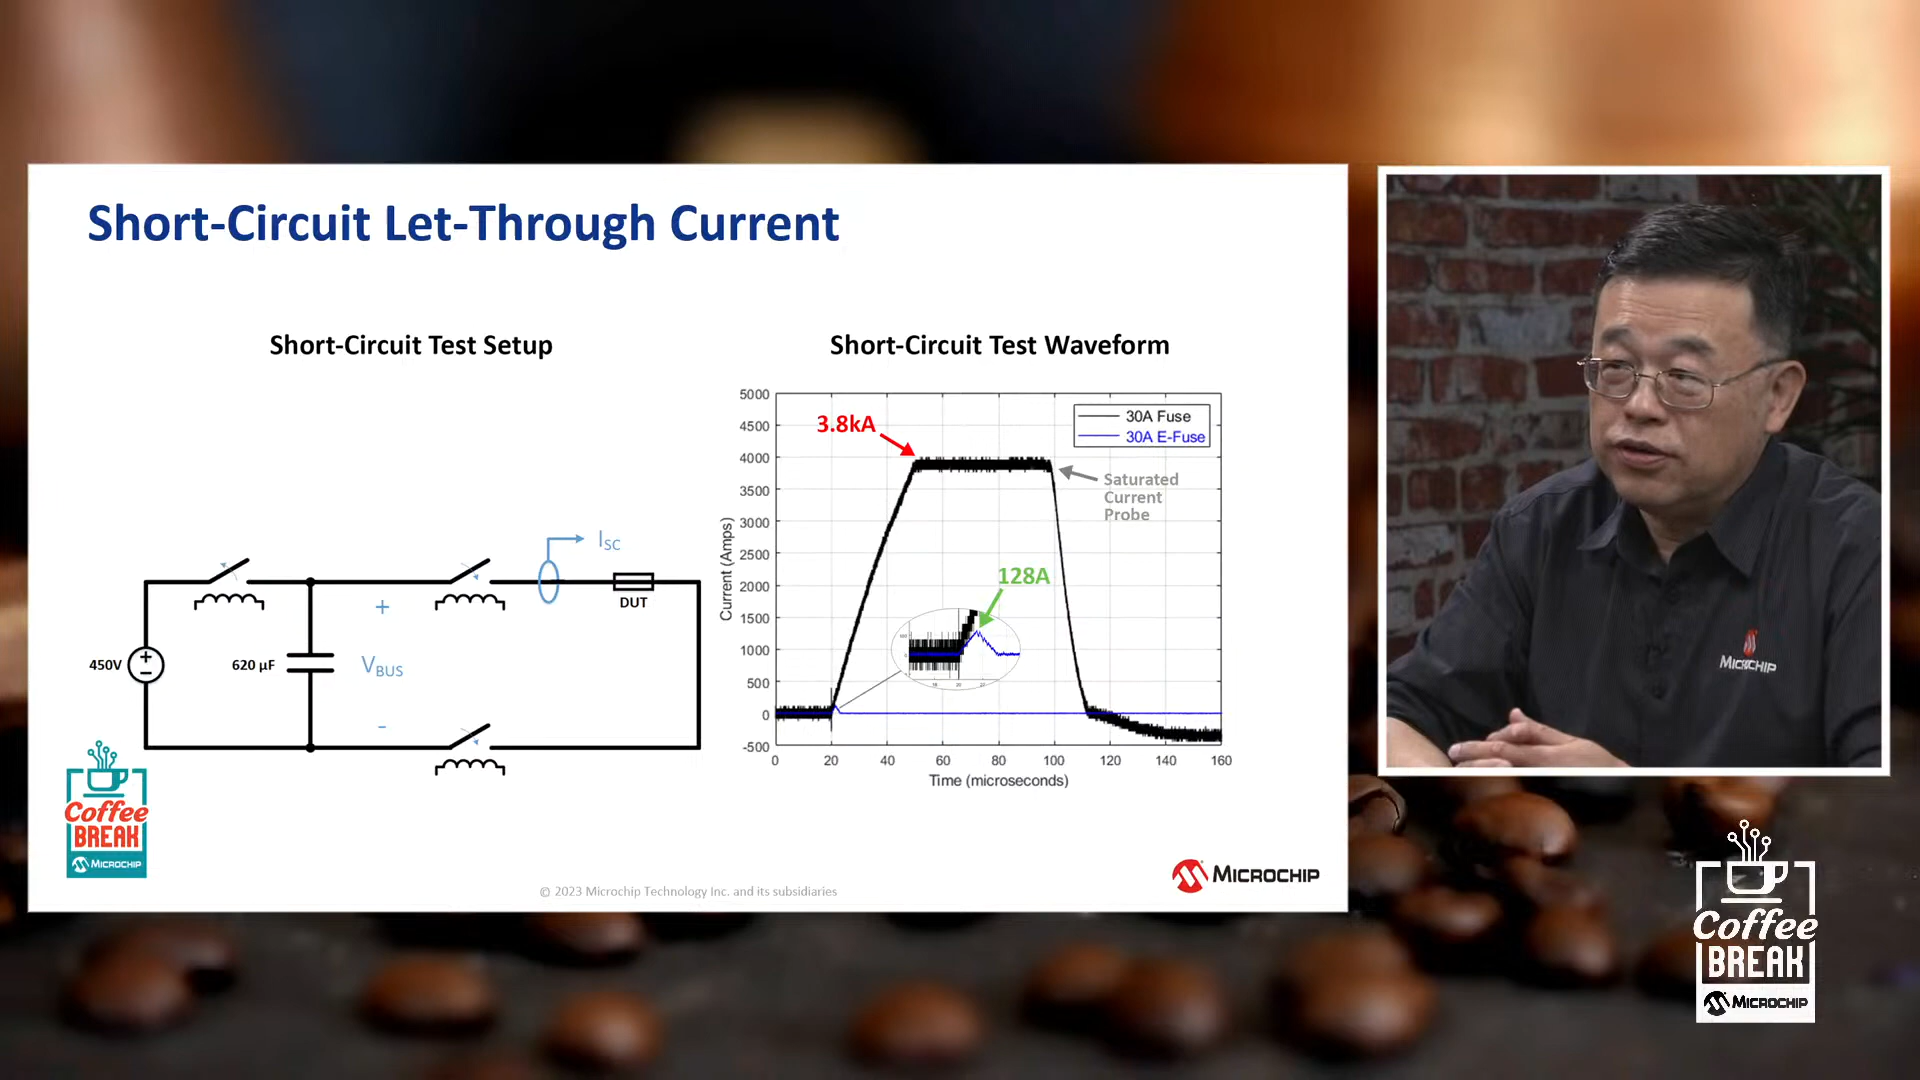 Short-Circuit Let-Through Current
Short-Circuit Test Setup
450V
+
−
620 µF
+
VBUS
-
ISC
DUT
Short-Circuit Test Waveform
5000
4500
4000
3500
3000
2500
2000
1500
1000
500
0
-500
Current (Amps)
0 20 40 60 80 100 120 140 160
Time (microseconds)
30A Fuse
30A E-Fuse
3.8kA
Saturated
Current
Probe
128A
Coffee
BREAK
MICROCHIP
© 2023 Microchip Technology Inc. and its subsidiaries
MICROCHIP
MICROCHIP
Coffee
BREAK
MICROCHIP